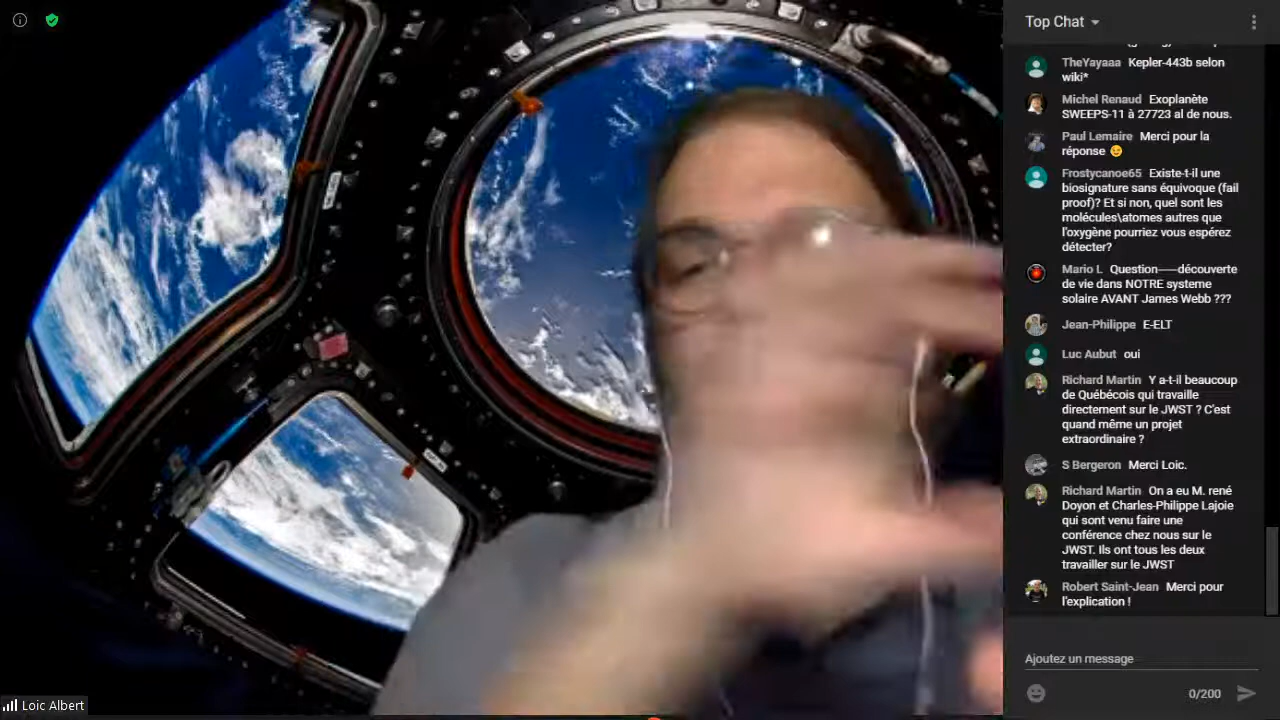 Top Chat
TheYayaaa Kepler-443b selon
wiki*
Michel Renaud Exoplanète
SWEEPS-11 à 27723 al de nous.
Paul Lemaire Merci pour la
réponse 😉
Frostycanoe65 Existe-t-il une
biosignature sans équivoque (fail
proof)? Et si non, quel sont les
molécules\atomes autres que
l'oxygène pourriez vous espérez
détecter?
Mario L Question-----découverte
de vie dans NOTRE systeme
solaire AVANT James Webb ???
Jean-Philippe E-ELT
Luc Aubut oui
Richard Martin Y a-t-il beaucoup
de Québécois qui travaille
directement sur le JWST ? C'est
quand même un projet
extraordinaire ?
S Bergeron Merci Loic.
Richard Martin On a eu M. rené
Doyon et Charles-Philippe Lajoie
qui sont venu faire une
conférence chez nous sur le
JWST. Ils ont tous les deux
travailler sur le JWST
Robert Saint-Jean Merci pour
l'explication !
Ajoutez un message
0/200
Loic Albert